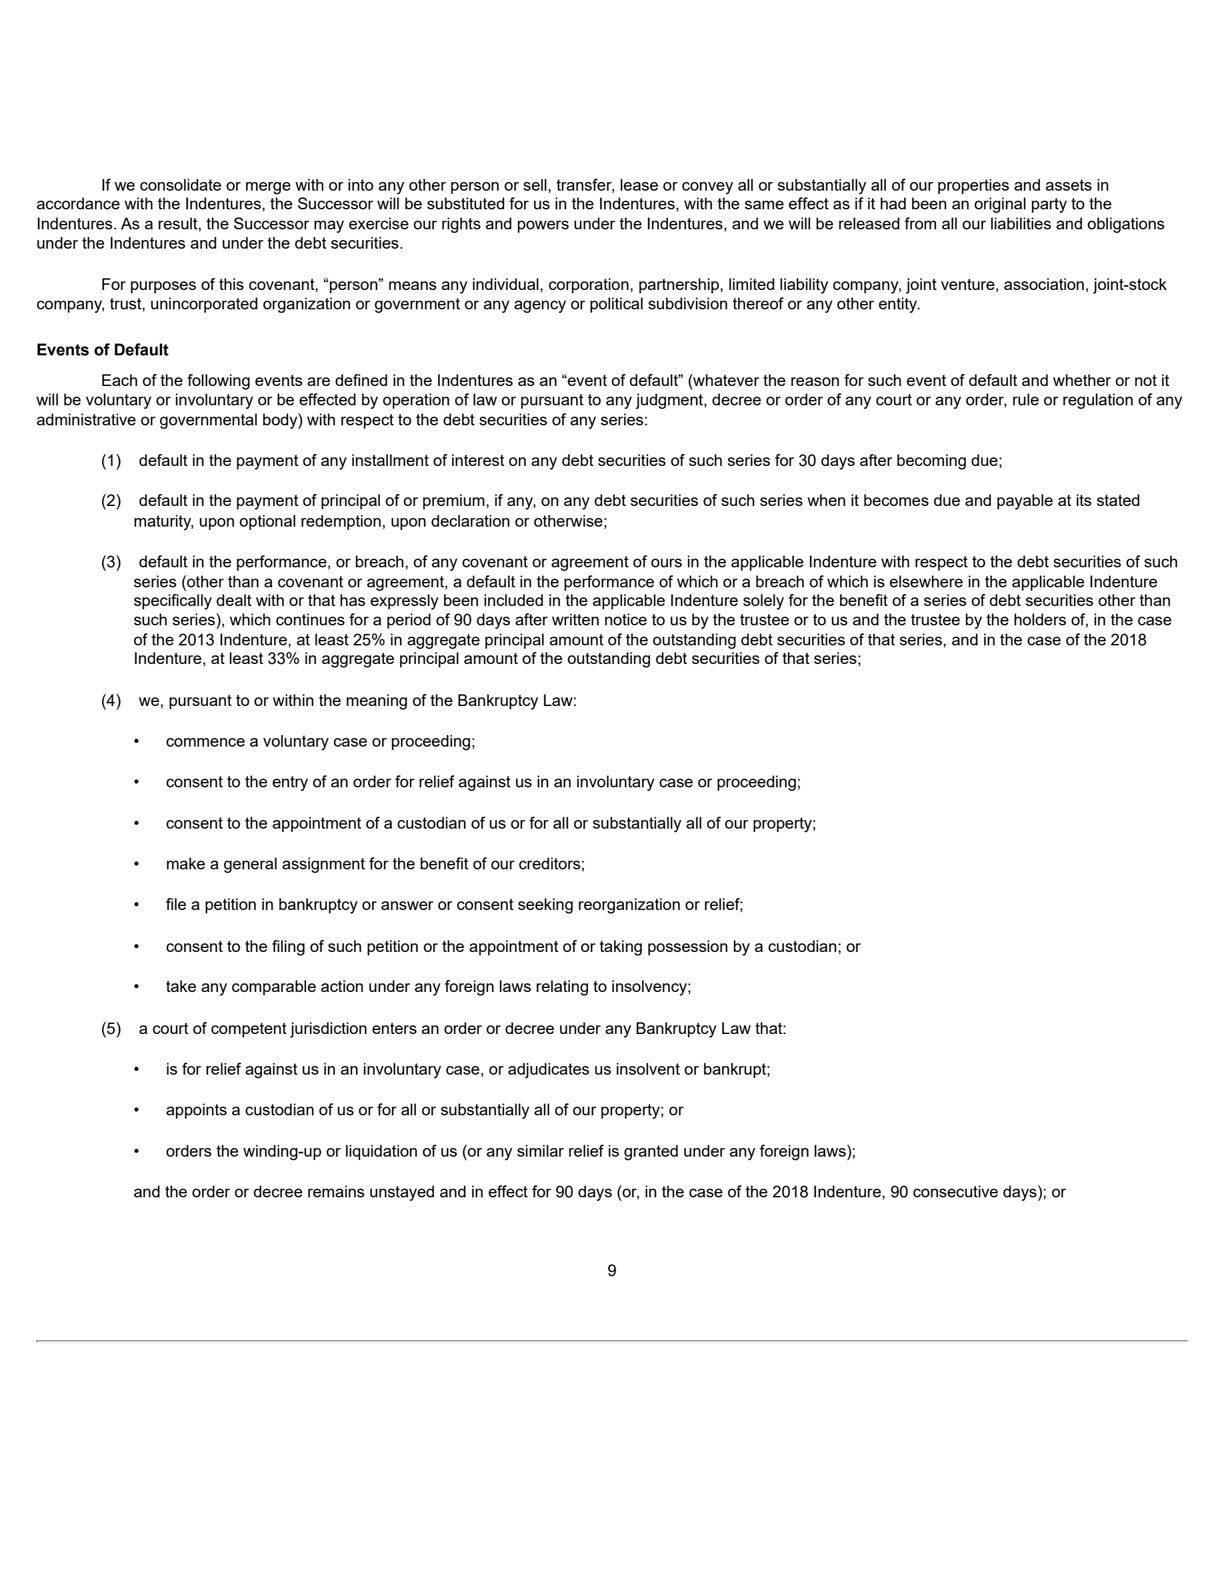 If we consolidate or merge with or into any other person or sell, transfer, lease or convey all or substantially all of our properties and assets in
accordance with the Indentures, the Successor will be substituted for us in the Indentures, with the same effect as if it had been an original party to the
Indentures. As a result, the Successor may exercise our rights and powers under the Indentures, and we will be released from all our liabilities and obligations
under the Indentures and under the debt securities.
For purposes of this covenant, “person” means any individual, corporation, partnership, limited liability company, joint venture, association, joint-stock
company, trust, unincorporated organization or government or any agency or political subdivision thereof or any other entity.
Events of Default
Each of the following events are defined in the Indentures as an “event of default” (whatever the reason for such event of default and whether or not it
will be voluntary or involuntary or be effected by operation of law or pursuant to any judgment, decree or order of any court or any order, rule or regulation of any
administrative or governmental body) with respect to the debt securities of any series:
(1) default in the payment of any installment of interest on any debt securities of such series for 30 days after becoming due;
(2) default in the payment of principal of or premium, if any, on any debt securities of such series when it becomes due and payable at its stated
maturity, upon optional redemption, upon declaration or otherwise;
(3) default in the performance, or breach, of any covenant or agreement of ours in the applicable Indenture with respect to the debt securities of such
series (other than a covenant or agreement, a default in the performance of which or a breach of which is elsewhere in the applicable Indenture
specifically dealt with or that has expressly been included in the applicable Indenture solely for the benefit of a series of debt securities other than
such series), which continues for a period of 90 days after written notice to us by the trustee or to us and the trustee by the holders of, in the case
of the 2013 Indenture, at least 25% in aggregate principal amount of the outstanding debt securities of that series, and in the case of the 2018
Indenture, at least 33% in aggregate principal amount of the outstanding debt securities of that series;
(4) we, pursuant to or within the meaning of the Bankruptcy Law:
• commence a voluntary case or proceeding;
• consent to the entry of an order for relief against us in an involuntary case or proceeding;
• consent to the appointment of a custodian of us or for all or substantially all of our property;
• make a general assignment for the benefit of our creditors;
• file a petition in bankruptcy or answer or consent seeking reorganization or relief;
• consent to the filing of such petition or the appointment of or taking possession by a custodian; or
• take any comparable action under any foreign laws relating to insolvency;
(5) a court of competent jurisdiction enters an order or decree under any Bankruptcy Law that:
• is for relief against us in an involuntary case, or adjudicates us insolvent or bankrupt;
• appoints a custodian of us or for all or substantially all of our property; or
• orders the winding-up or liquidation of us (or any similar relief is granted under any foreign laws);
and the order or decree remains unstayed and in effect for 90 days (or, in the case of the 2018 Indenture, 90 consecutive days); or
9